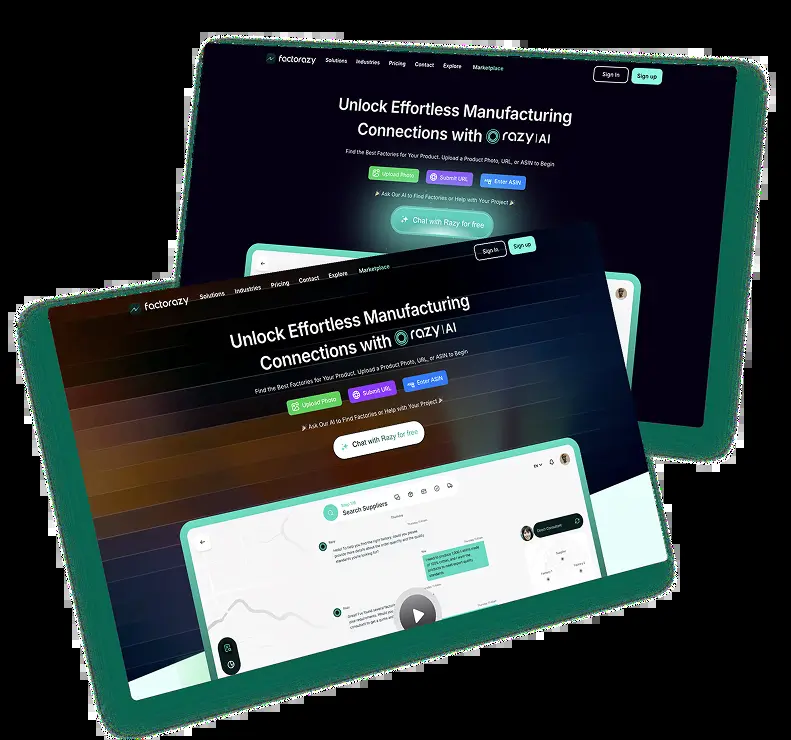 factorazy Solutions Industries Pricing Contact Explore Marketplace Sign In Sign up
Unlock Effortless Manufacturing
Connections with razy|AI
Find the Best Factories for Your Product. Upload a Product Photo, URL, or ASIN to Begin
Upload Photo Submit URL Enter ASIN
🎉 Ask Our AI to Find Factories or Help with Your Project 🎉
Chat with Razy for free
factorazy Solutions Industries Pricing Contact Explore Marketplace Sign In Sign up
Unlock Effortless Manufacturing
Connections with razy|AI
Find the Best Factories for Your Product. Upload a Product Photo, URL, or ASIN to Begin
Upload Photo Submit URL Enter ASIN
🎉 Ask Our AI to Find Factories or Help with Your Project 🎉
Chat with Razy for free
EN
Search Suppliers